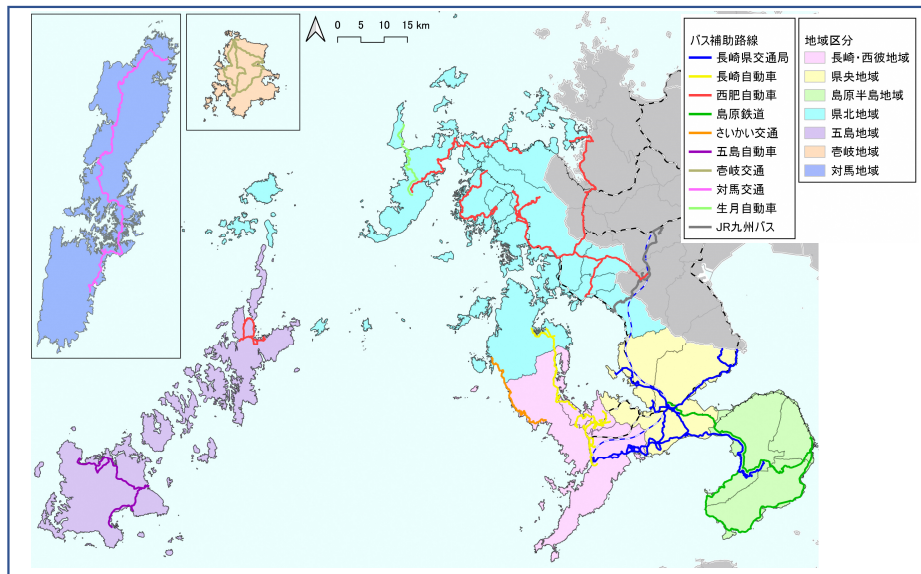 0 5 10 15 km
バス補助路線
長崎県交通局
長崎自動車
西肥自動車
島原鉄道
さいかい交通
五島自動車
壱岐交通
対馬交通
生月自動車
JR九州バス
地域区分
長崎・西彼地域
県央地域
島原半島地域
県北地域
五島地域
壱岐地域
対馬地域